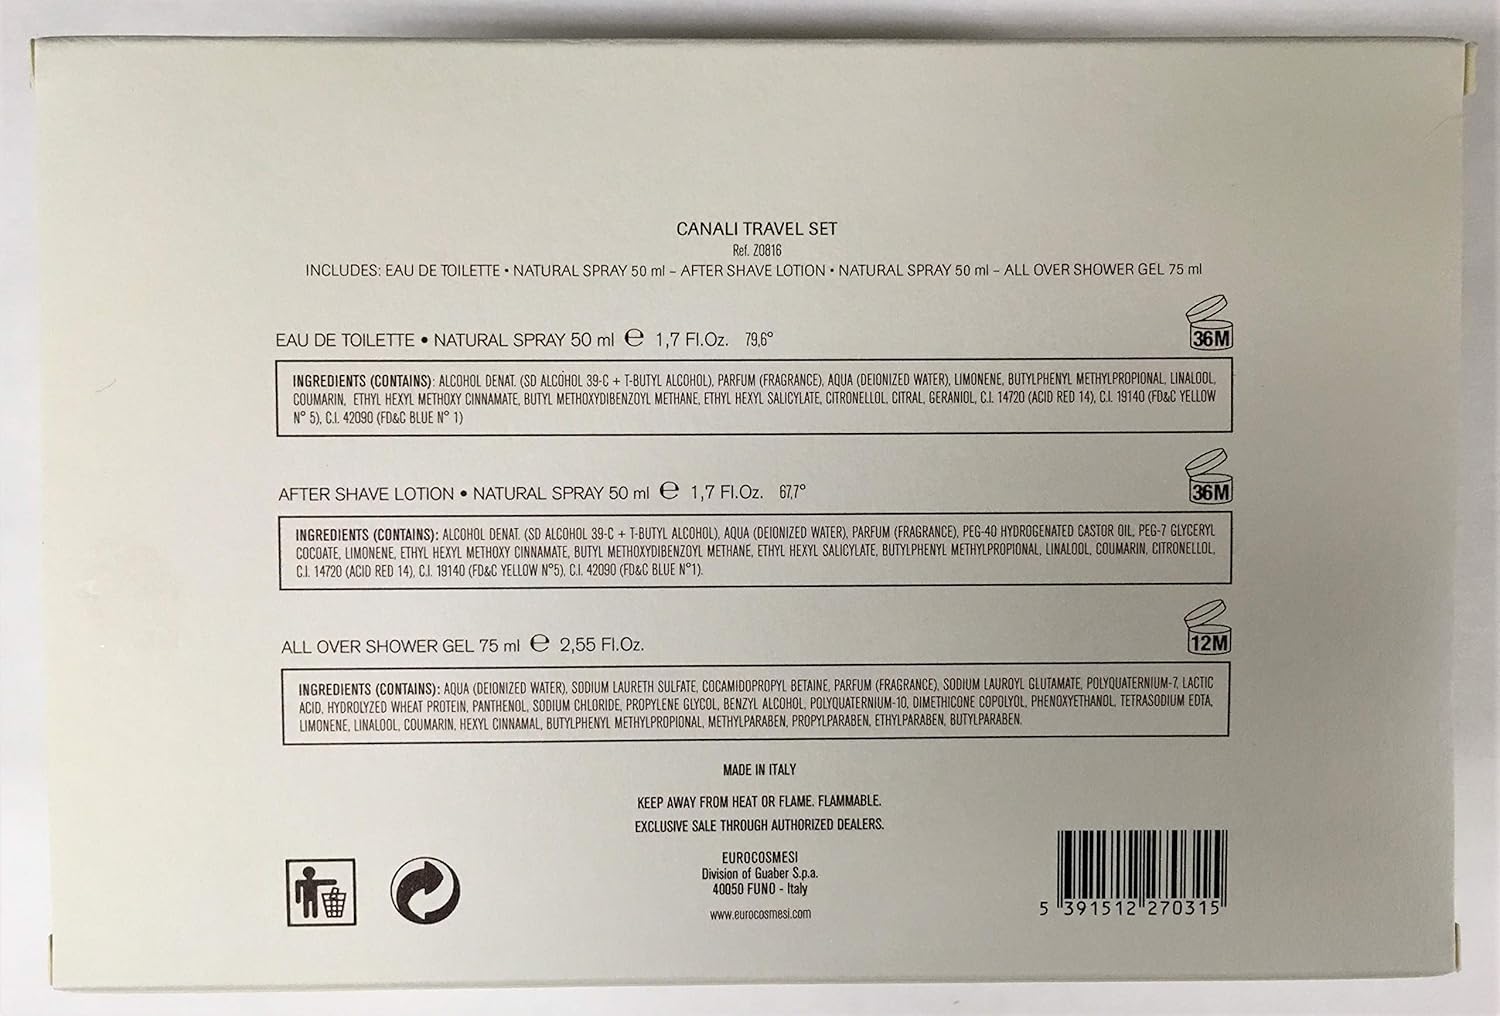 CANALI TRAVEL SET
Ref. Z0816
INCLUDES: EAU DE TOILETTE • NATURAL SPRAY 50 ml – AFTER SHAVE LOTION • NATURAL SPRAY 50 ml – ALL OVER SHOWER GEL 75 ml
EAU DE TOILETTE • NATURAL SPRAY 50 ml ℮ 1,7 Fl.Oz. 79,6°
36M
INGREDIENTS (CONTAINS): ALCOHOL DENAT. (SD ALCOHOL 39-C + T-BUTYL ALCOHOL), PARFUM (FRAGRANCE), AQUA (DEIONIZED WATER), LIMONENE, BUTYLPHENYL METHYLPROPIONAL, LINALOOL,
COUMARIN, ETHYL HEXYL METHOXY CINNAMATE, BUTYL METHOXYDIBENZOYL METHANE, ETHYL HEXYL SALICYLATE, CITRONELLOL, CITRAL, GERANIOL, C.I. 14720 (ACID RED 14), C.I. 19140 (FD&C YELLOW
N° 5), C.I. 42090 (FD&C BLUE N° 1)
AFTER SHAVE LOTION • NATURAL SPRAY 50 ml ℮ 1,7 Fl.Oz. 67,7°
36M
INGREDIENTS (CONTAINS): ALCOHOL DENAT. (SD ALCOHOL 39-C + T-BUTYL ALCOHOL), AQUA (DEIONIZED WATER), PARFUM (FRAGRANCE), PEG-40 HYDROGENATED CASTOR OIL, PEG-7 GLYCERYL
COCOATE, LIMONENE, ETHYL HEXYL METHOXY CINNAMATE, BUTYL METHOXYDIBENZOYL METHANE, ETHYL HEXYL SALICYLATE, BUTYLPHENYL METHYLPROPIONAL, LINALOOL, COUMARIN, CITRONELLOL,
C.I. 14720 (ACID RED 14), C.I. 19140 (FD&C YELLOW N°5), C.I. 42090 (FD&C BLUE N°1).
ALL OVER SHOWER GEL 75 ml ℮ 2,55 Fl.Oz.
12M
INGREDIENTS (CONTAINS): AQUA (DEIONIZED WATER), SODIUM LAURETH SULFATE, COCAMIDOPROPYL BETAINE, PARFUM (FRAGRANCE), SODIUM LAUROYL GLUTAMATE, POLYQUATERNIUM-7, LACTIC
ACID, HYDROLYZED WHEAT PROTEIN, PANTHENOL, SODIUM CHLORIDE, PROPYLENE GLYCOL, BENZYL ALCOHOL, POLYQUATERNIUM-10, DIMETHICONE COPOLYOL, PHENOXYETHANOL, TETRASODIUM EDTA,
LIMONENE, LINALOOL, COUMARIN, HEXYL CINNAMAL, BUTYLPHENYL METHYLPROPIONAL, METHYLPARABEN, PROPYLPARABEN, ETHYLPARABEN, BUTYLPARABEN.
MADE IN ITALY
KEEP AWAY FROM HEAT OR FLAME. FLAMMABLE.
EXCLUSIVE SALE THROUGH AUTHORIZED DEALERS.
EUROCOSMESI
Division of Guaber S.p.a.
40050 FUNO - Italy
www.eurocosmesi.com
5 391512 270315